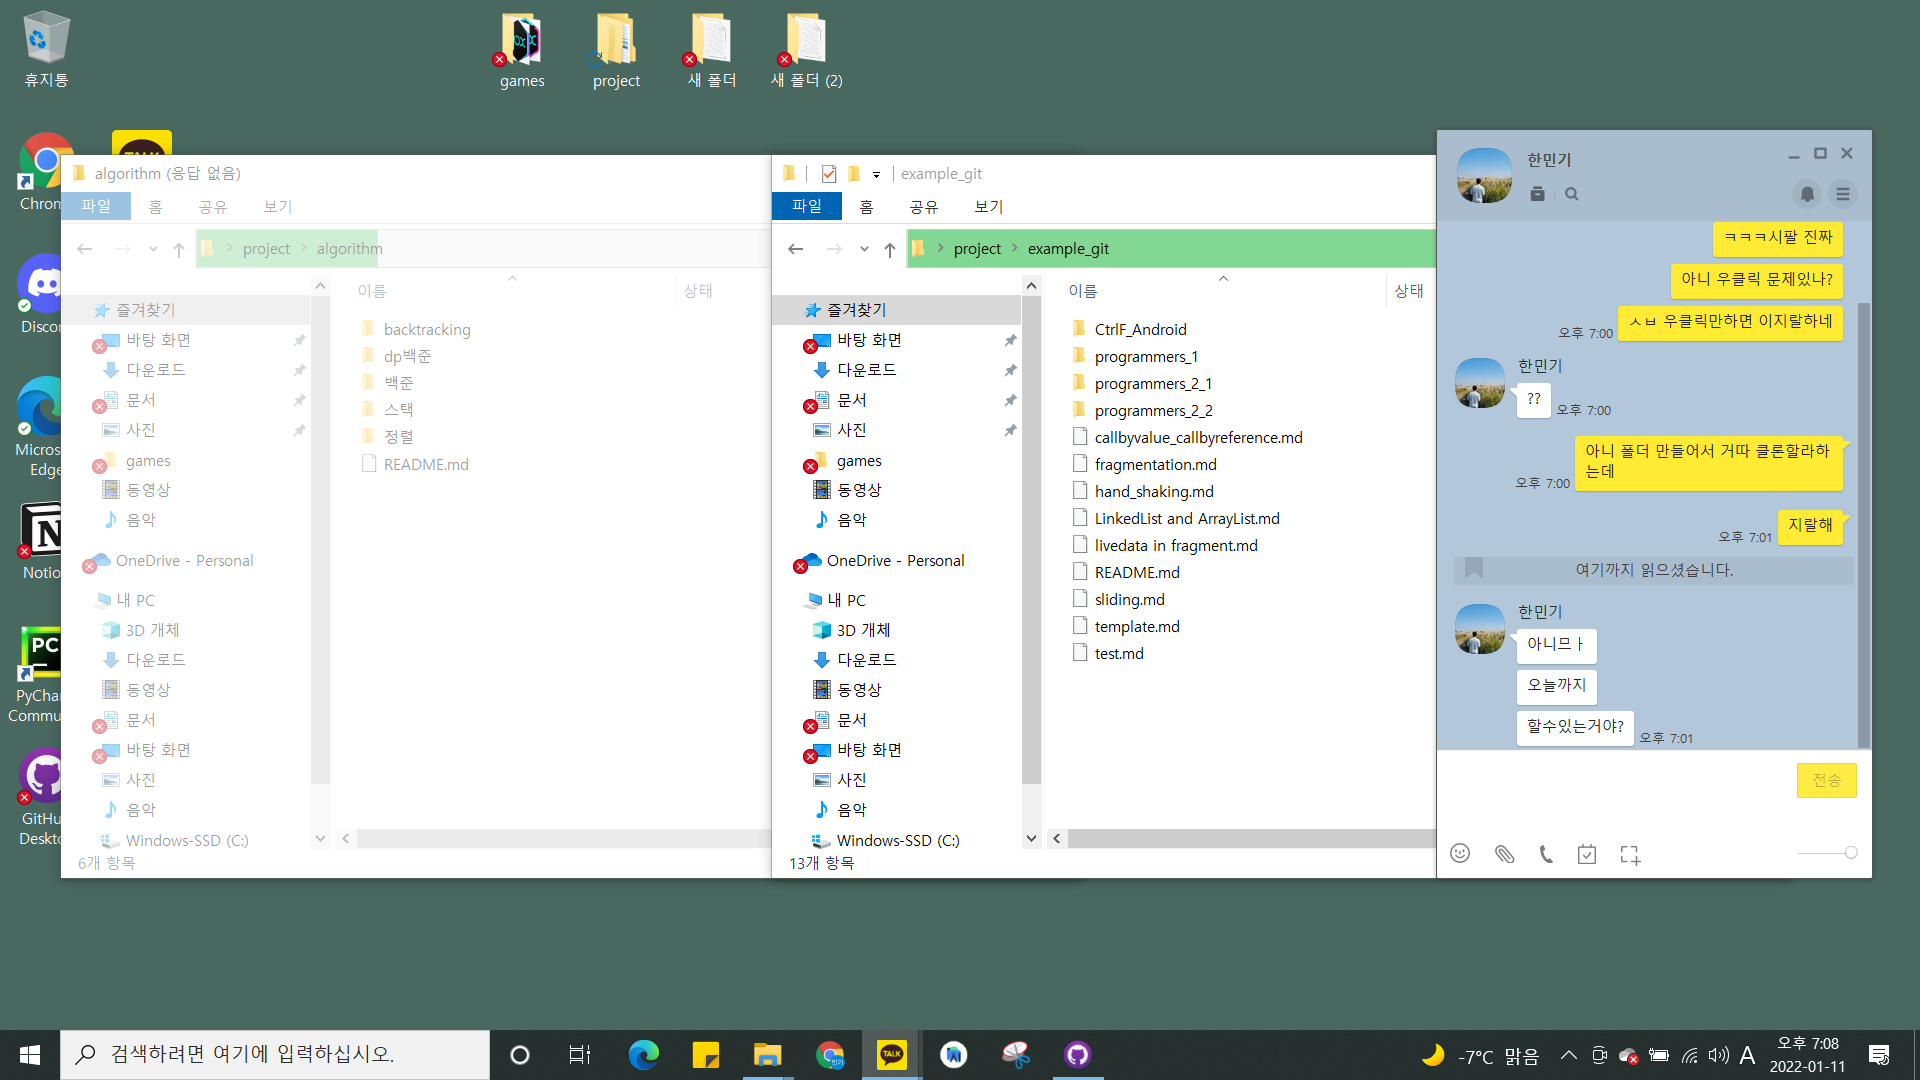 휴지통
games
project
새 폴더
새 폴더 (2)
Chrom
Discor
Micros
Edge
Notio
PC
PyChar
Commu
GitHu
Deskto
TALK
algorithm (응답 없음)
파일
홈
공유
보기
project
algorithm
이름
상태
즐겨찾기
바탕 화면
다운로드
문서
사진
games
동영상
음악
OneDrive - Personal
내 PC
3D 개체
다운로드
동영상
문서
바탕 화면
사진
음악
Windows-SSD (C:)
backtracking
dp백준
백준
스택
정렬
README.md
6개 항목
example_git
파일
홈
공유
보기
project
example_git
이름
상태
즐겨찾기
바탕 화면
다운로드
문서
사진
games
동영상
음악
OneDrive - Personal
내 PC
3D 개체
다운로드
동영상
문서
바탕 화면
사진
음악
Windows-SSD (C:)
CtrlF_Android
programmers_1
programmers_2_1
programmers_2_2
callbyvalue_callbyreference.md
fragmentation.md
hand_shaking.md
LinkedList and ArrayList.md
livedata in fragment.md
README.md
sliding.md
template.md
test.md
13개 항목
한민기
ㅋㅋㅋ시팔 진짜
아니 우클릭 문제있나?
ㅅㅂ 우클릭만하면 이지랄하네
오후 7:00
한민기
??
오후 7:00
아니 폴더 만들어서 거따 클론할라하
는데
오후 7:00
지랄해
오후 7:01
여기까지 읽으셨습니다.
한민기
아니므ㅏ
오늘까지
할수있는거야?
오후 7:01
전송
검색하려면 여기에 입력하십시오.
TALK
-7°C 맑음
A
오후 7:08
2022-01-11